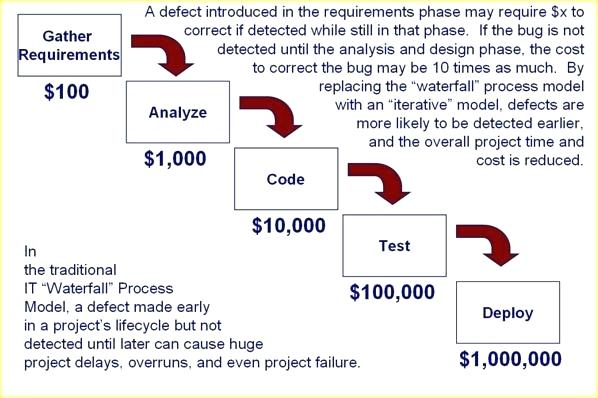 A defect introduced in the requirements phase may require $x to
correct if detected while still in that phase.  If the bug is not
detected until the analysis and design phase, the cost
to correct the bug may be 10 times as much.  By
replacing the “waterfall” process model
with an “iterative” model, defects are
more likely to be detected earlier,
and the overall project time and
cost is reduced.
Gather
Requirements
$100
Analyze
$1,000
Code
$10,000
Test
$100,000
Deploy
$1,000,000
In
the traditional
IT “Waterfall” Process
Model, a defect made early
in a project’s lifecycle but not
detected until later can cause huge
project delays, overruns, and even project failure.